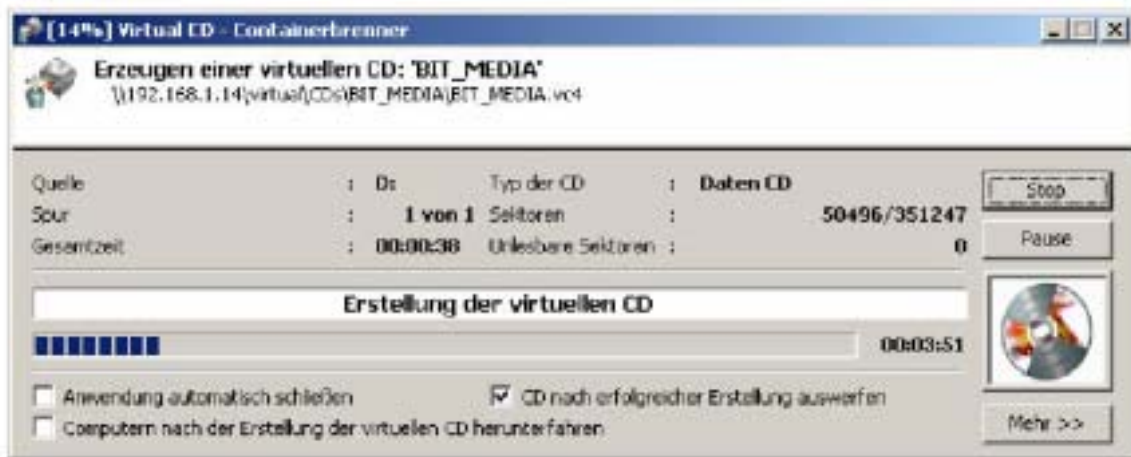 [14%] Virtual CD - Containerbrenner
Erzeugen einer virtuellen CD: 'BIT_MEDIA'
\\192.168.1.14\virtual\CDs\BIT_MEDIA\BIT_MEDIA.vc4
Quelle : D: Typ der CD : Daten CD
Stop
Spur : 1 von 1 Sektoren : 50496/351247
Pause
Gesamtzeit : 00:00:38 Unlesbare Sektoren : 0
Erstellung der virtuellen CD
00:03:51
Anwendung automatisch schließen
CD nach erfolgreicher Erstellung auswerfen
Computern nach der Erstellung der virtuellen CD herunterfahren
Mehr >>